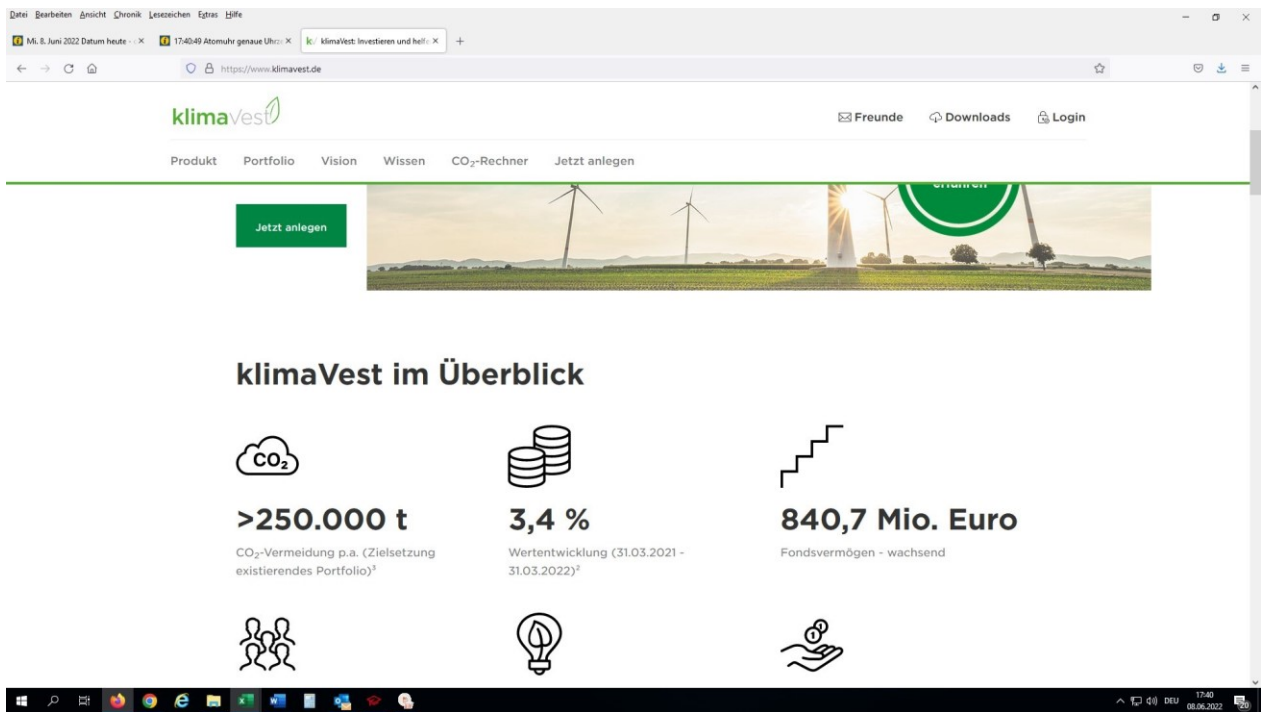 Datei Bearbeiten Ansicht Chronik Lesezeichen Extras Hilfe
Mi. 8. Juni 2022 Datum heute -
17:40:49 Atomuhr genaue Uhrz
klimaVest: Investieren und helfe
https://www.klimavest.de
klimaVest
Freunde Downloads Login
Produkt Portfolio Vision Wissen CO₂-Rechner Jetzt anlegen
erfahren
Jetzt anlegen
klimaVest im Überblick
CO₂
>250.000 t
CO₂-Vermeidung p.a. (Zielsetzung
existierendes Portfolio)³
3,4 %
Wertentwicklung (31.03.2021 -
31.03.2022)²
840,7 Mio. Euro
Fondsvermögen - wachsend
DEU
17:40
08.06.2022
20